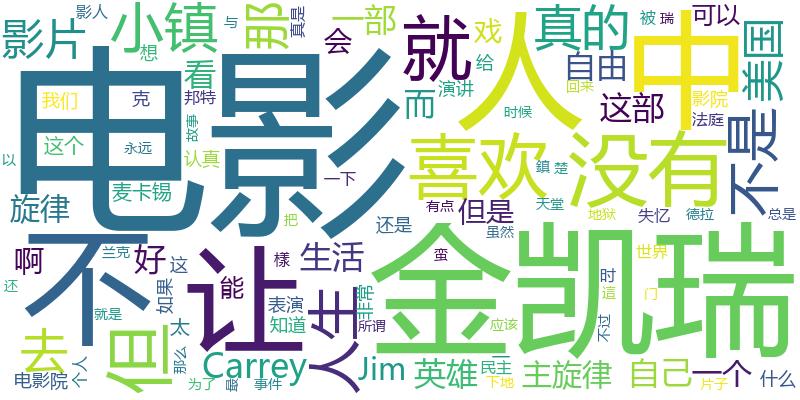 影片
小镇
那
影人
真是
与
一部
会
戏
真的
被
瑞
可以
想
看
就
人
中
自由
回来
美国
电影
我们
克
邦特
故事
给
演讲
而
时候
这部
影院
法庭
这个
以
永远
认真
喜欢
没有
不是
麦卡锡
一下
鎮
楚
旋律
把
还是
有点
但是
天堂
地狱
失忆
德拉
总是
不
让
金凯瑞
虽然
蛮
啊
好
这
兰克
还
如果
能
樣
生活
表演
知道
人生
非常
所谓
应该
不过
時
這
世界
门
就是
去
但
太
那么
个人
电影院
为了
最
事件
Carrey
Jim
英雄
民主
一
下地
主旋律
自己
一个
片子
什么